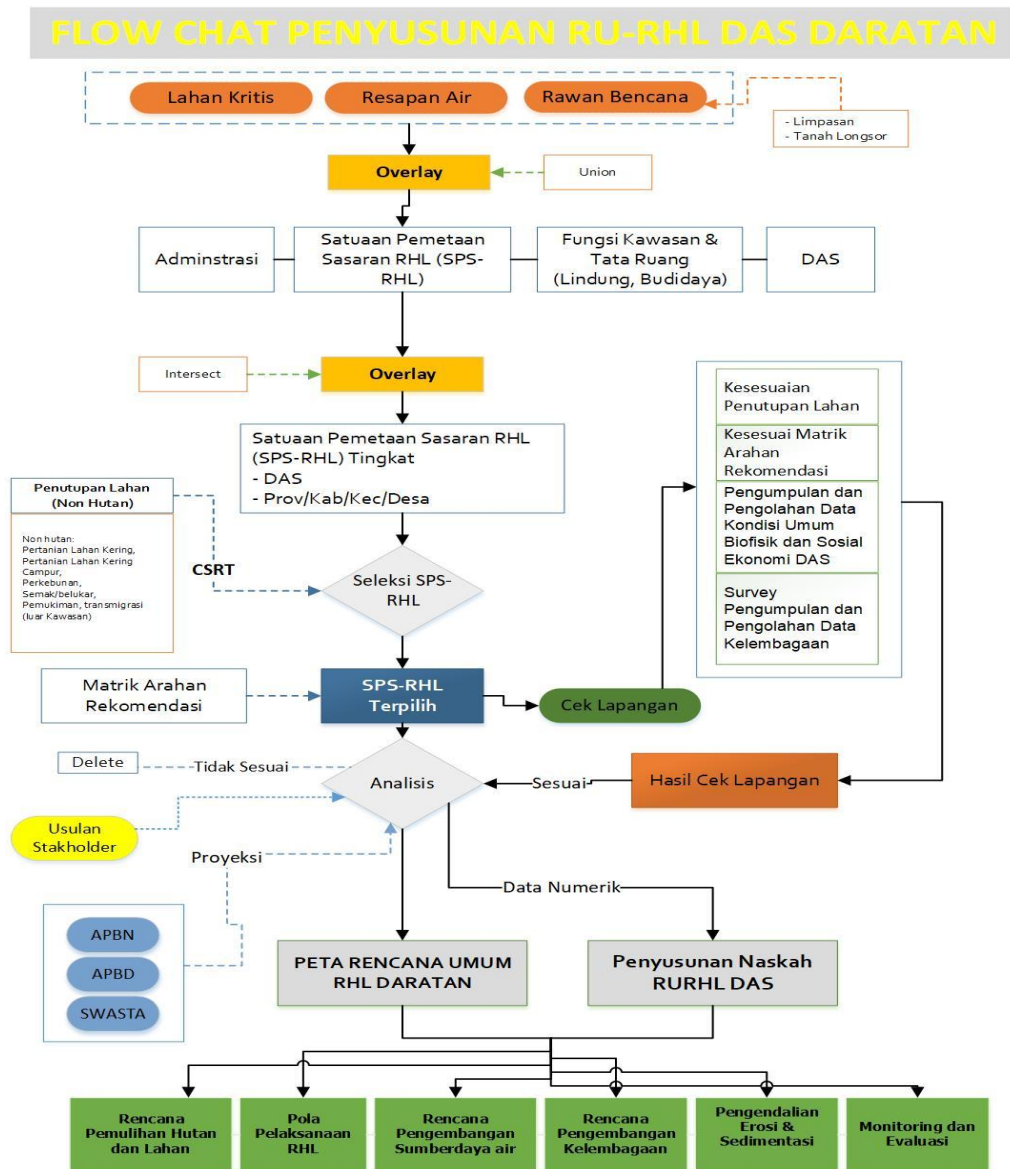 FLOW CHAT PENYUSUNAN RU-RHL DAS DARATAN
Lahan Kritis
Resapan Air
Rawan Bencana
- Limpasan
- Tanah Longsor
Overlay
Union
Adminstrasi
Satuaan Pemetaan
Sasaran RHL (SPS-
RHL)
Fungsi Kawasan &
Tata Ruang
(Lindung, Budidaya)
DAS
Intersect
Overlay
Satuaan Pemetaan Sasaran RHL
(SPS-RHL) Tingkat
- DAS
- Prov/Kab/Kec/Desa
Penutupan Lahan
(Non Hutan)
Non hutan:
Pertanian Lahan Kering,
Pertanian Lahan Kering
Campur,
Perkebunan,
Semak/belukar,
Pemukiman, transmigrasi
(luar Kawasan)
CSRT
Seleksi SPS-
RHL
Kesesuaian
Penutupan Lahan
Kesesuai Matrik
Arahan
Rekomendasi
Pengumpulan dan
Pengolahan Data
Kondisi Umum
Biofisik dan Sosial
Ekonomi DAS
Survey
Pengumpulan dan
Pengolahan Data
Kelembagaan
Matrik Arahan
Rekomendasi
SPS-RHL
Terpilih
Cek Lapangan
Delete
Tidak Sesuai
Analisis
Sesuai
Hasil Cek Lapangan
Usulan
Stakholder
Proyeksi
Data Numerik
APBN
APBD
SWASTA
PETA RENCANA UMUM
RHL DARATAN
Penyusunan Naskah
RURHL DAS
Rencana
Pemulihan Hutan
dan Lahan
Pola
Pelaksanaan
RHL
Rencana
Pengembangan
Sumberdaya air
Rencana
Pengembangan
Kelembagaan
Pengendalian
Erosi &
Sedimentasi
Monitoring dan
Evaluasi